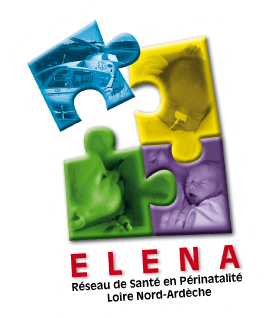 ELENA
Réseau de Santé en Périnatalité
Loire Nord-Ardèche